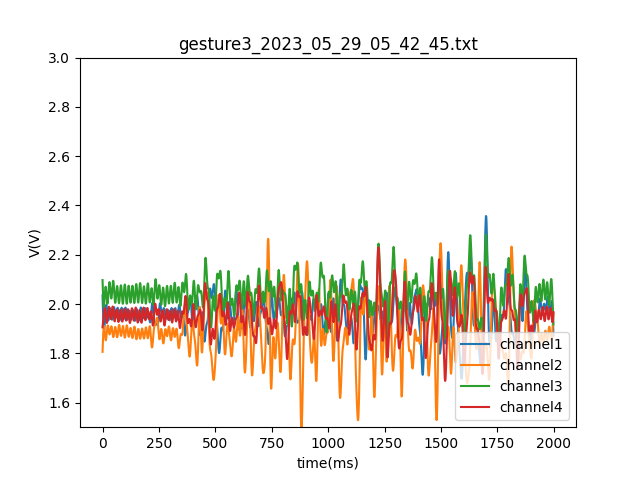 gesture3_2023_05_29_05_42_45.txt
3.0
2.8
2.6
2.4
2.2
2.0
1.8
1.6
V(V)
channel1
channel2
channel3
channel4
0 250 500 750 1000 1250 1500 1750 2000
time(ms)